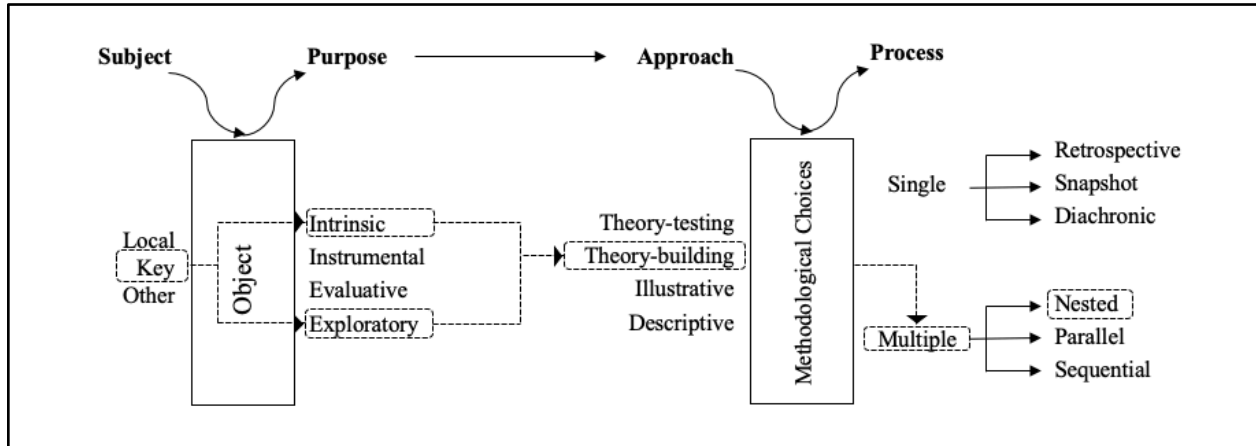 Subject
Purpose
Approach
Process
Local
Key
Other
Object
Intrinsic
Instrumental
Evaluative
Exploratory
Theory-testing
Theory-building
Illustrative
Descriptive
Methodological Choices
Single
Retrospective
Snapshot
Diachronic
Multiple
Nested
Parallel
Sequential